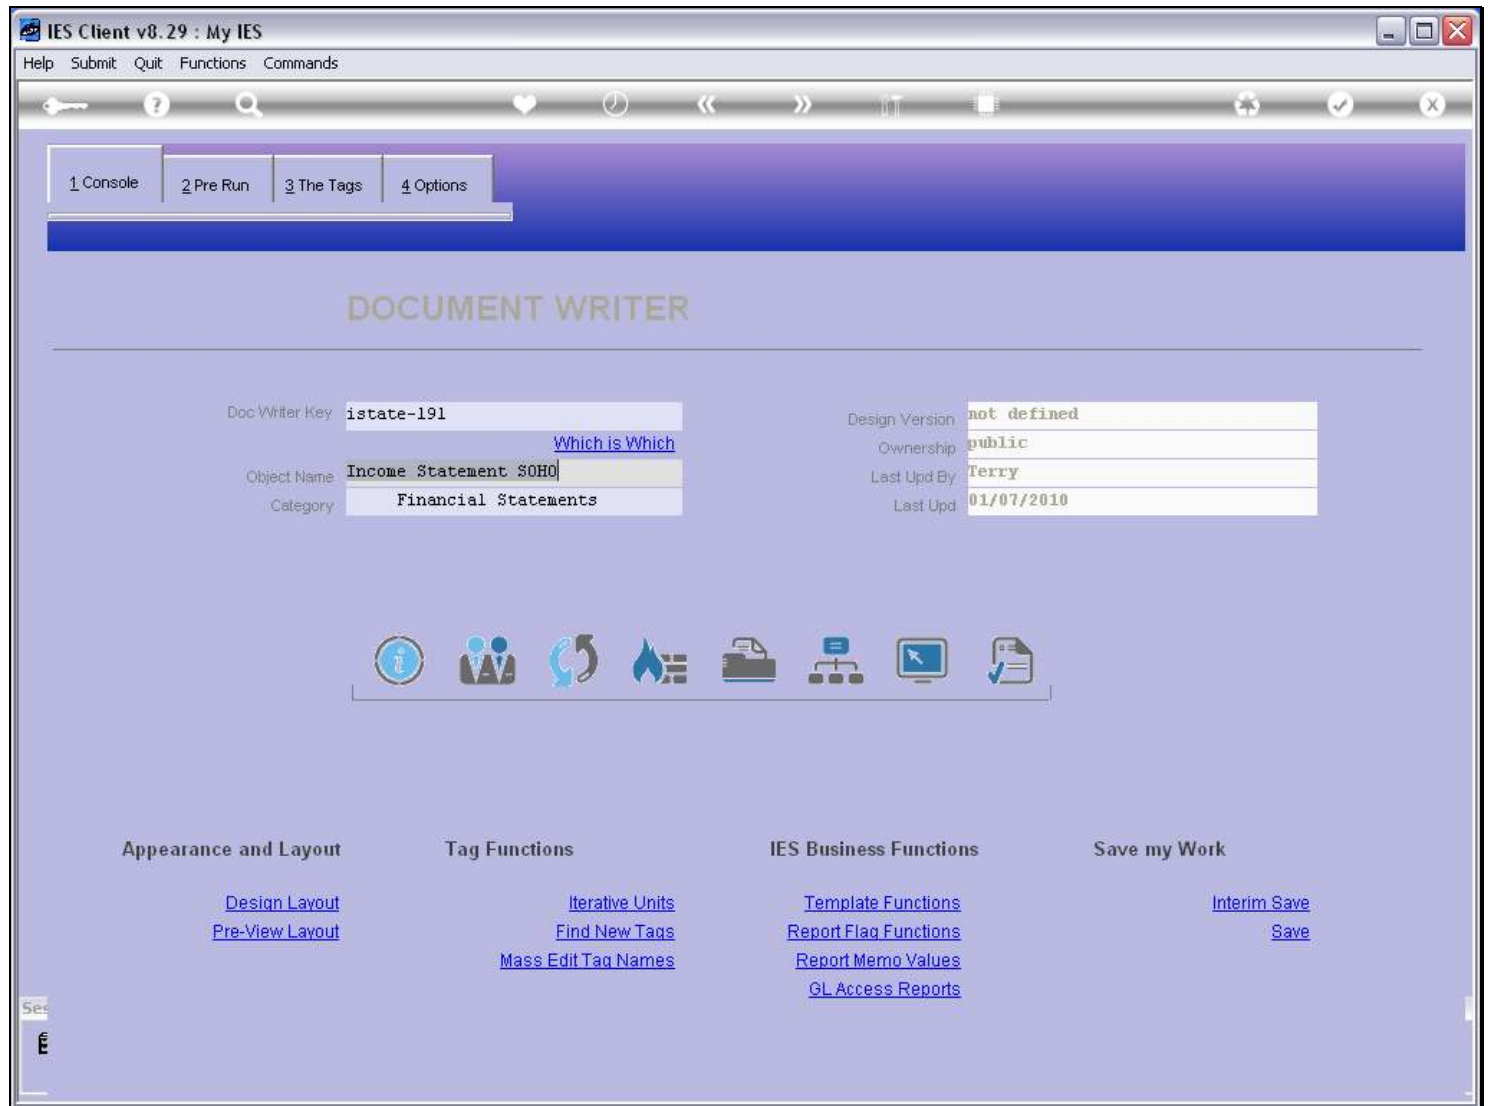 IES Client v8.29 : My IES
Help Submit Quit Functions Commands
1 Console 2 Pre Run 3 The Tags 4 Options
DOCUMENT WRITER
Doc Writer Key istate-191
Which is Which
Object Name Income Statement SOHO
Category Financial Statements
Design Version not defined
Ownership public
Last Upd By Terry
Last Upd 01/07/2010
Appearance and Layout
Design Layout
Pre-View Layout
Tag Functions
Iterative Units
Find New Tags
Mass Edit Tag Names
IES Business Functions
Template Functions
Report Flag Functions
Report Memo Values
GL Access Reports
Save my Work
Interim Save
Save
Ses